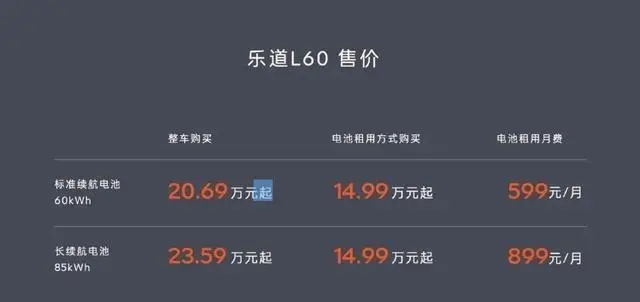 乐道L60 售价
整车购买 电池租用方式购买 电池租用月费
标准续航电池
60kWh
20.69万元起 14.99万元起 599元/月
长续航电池
85kWh
23.59万元起 14.99万元起 899元/月